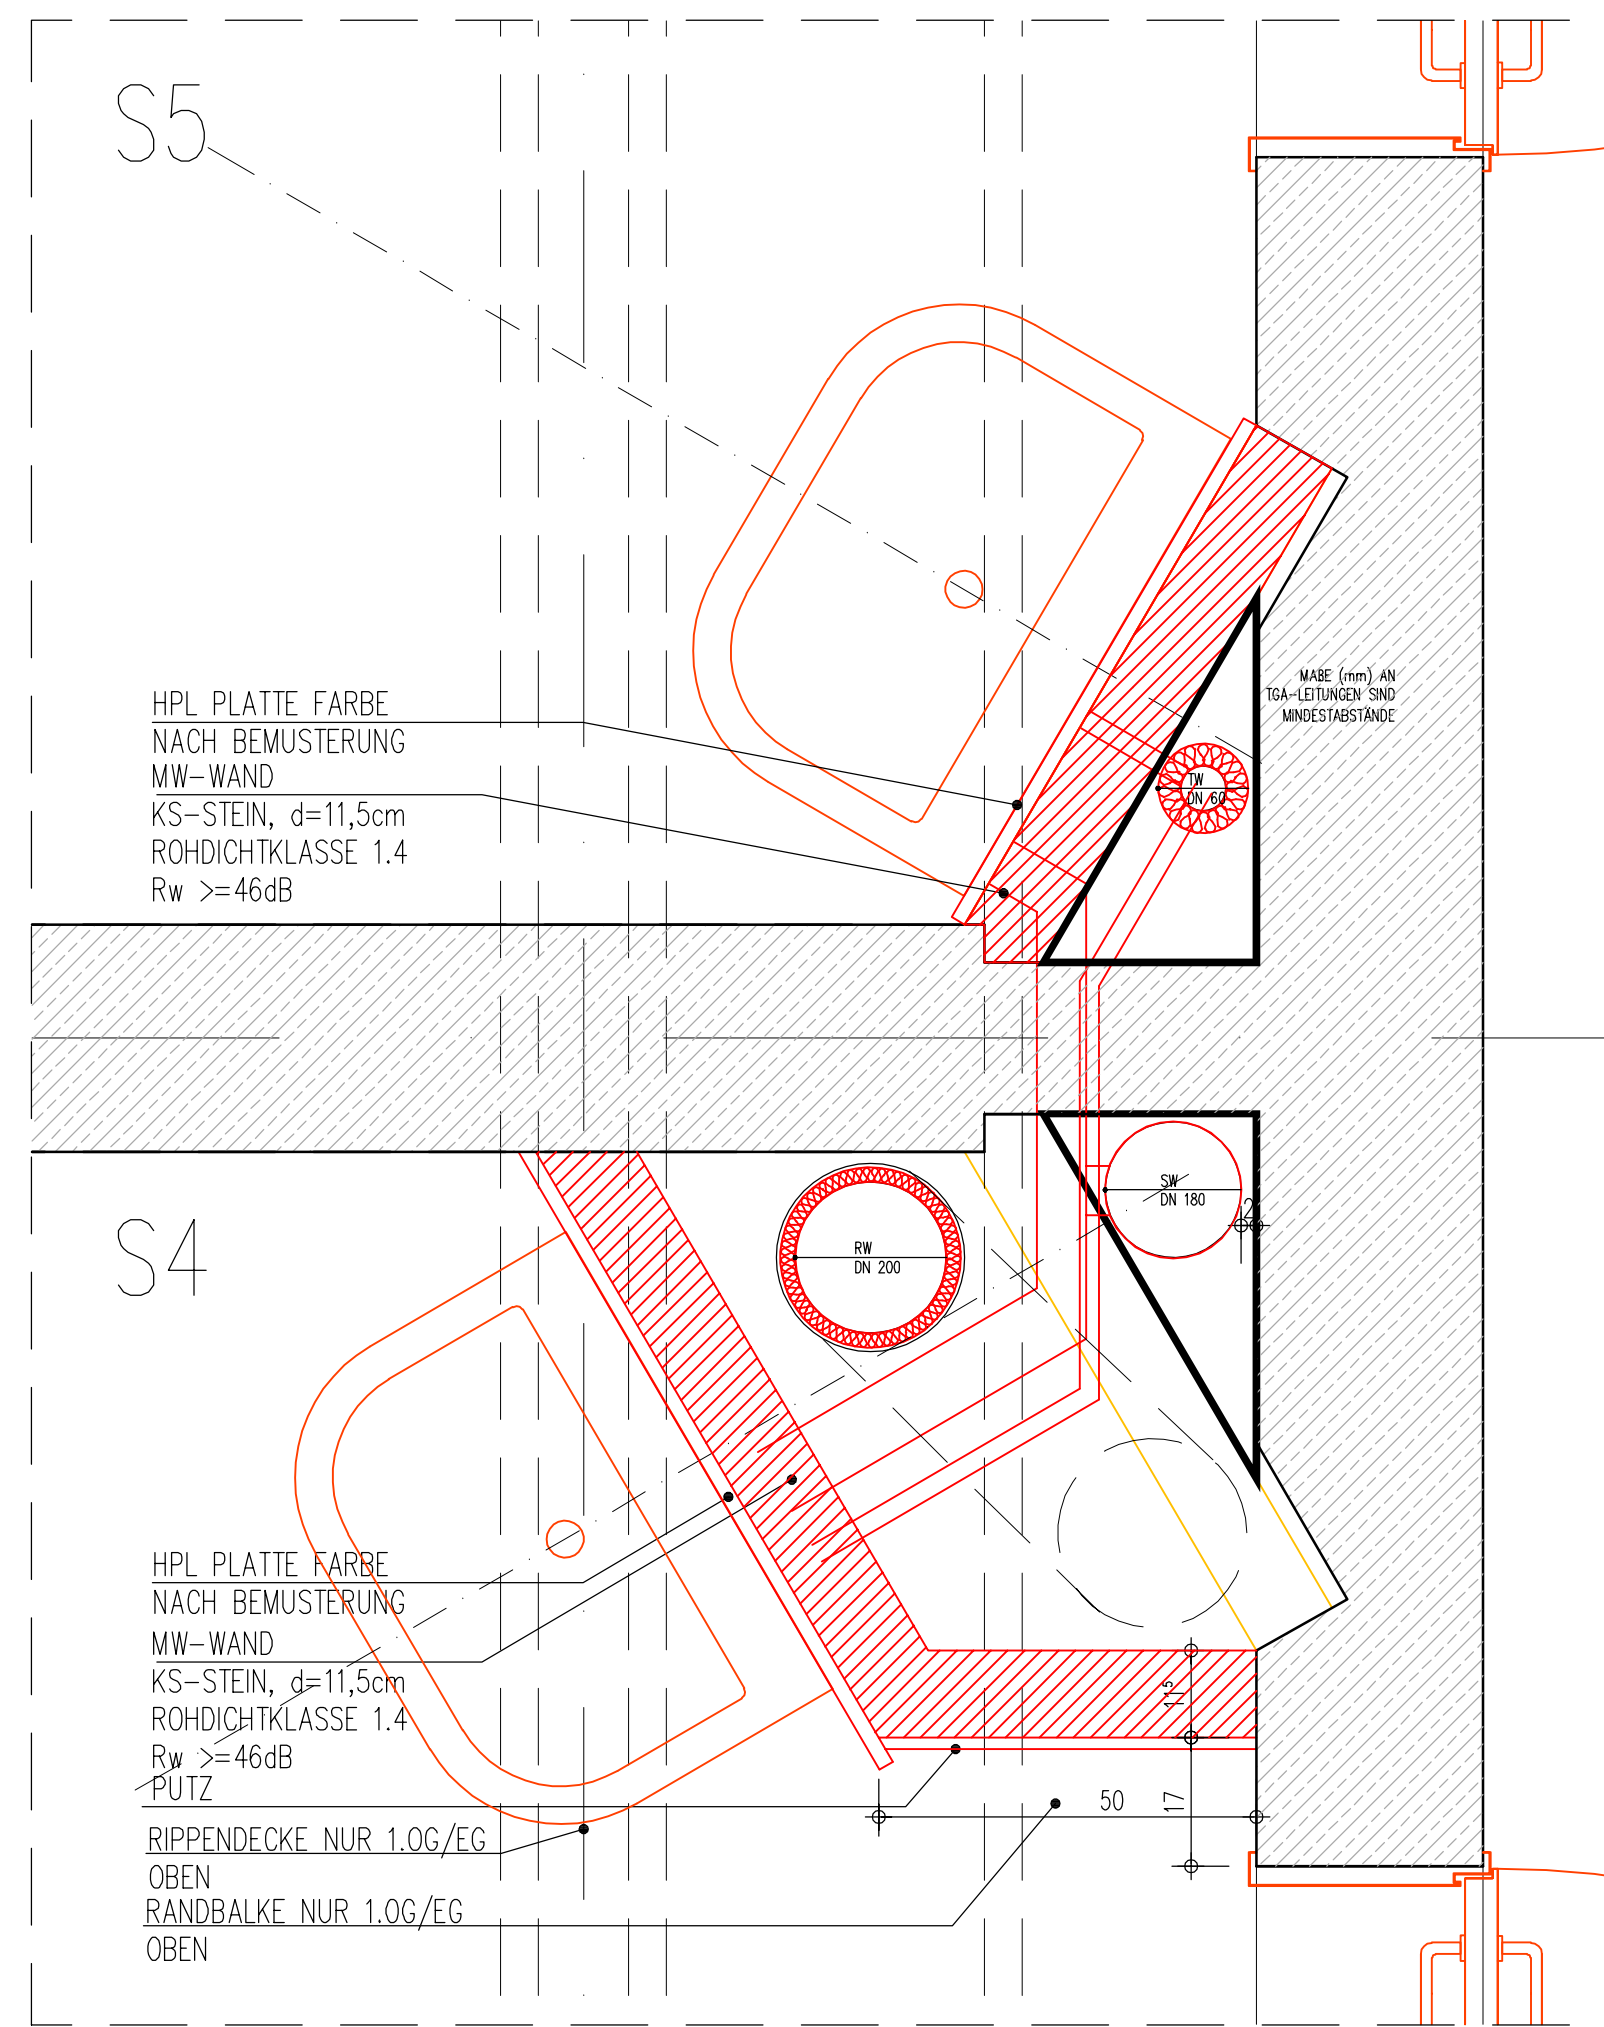 S5
HPL PLATTE FARBE
NACH BEMUSTERUNG
MW-WAND
KS-STEIN, d=11,5cm
ROHDICHTKLASSE 1.4
Rw >=46dB
MAßE (mm) AN
TGA-LEITUNGEN SIND
MINDESTABSTÄNDE
TW
DN 60
SW
DN 180
2
RW
DN 200
S4
HPL PLATTE FARBE
NACH BEMUSTERUNG
MW-WAND
KS-STEIN, d=11,5cm
ROHDICHTKLASSE 1.4
Rw >=46dB
PUTZ
RIPPENDECKE NUR 1.OG/EG
OBEN
RANDBALKE NUR 1.OG/EG
OBEN
11⁵
50
17